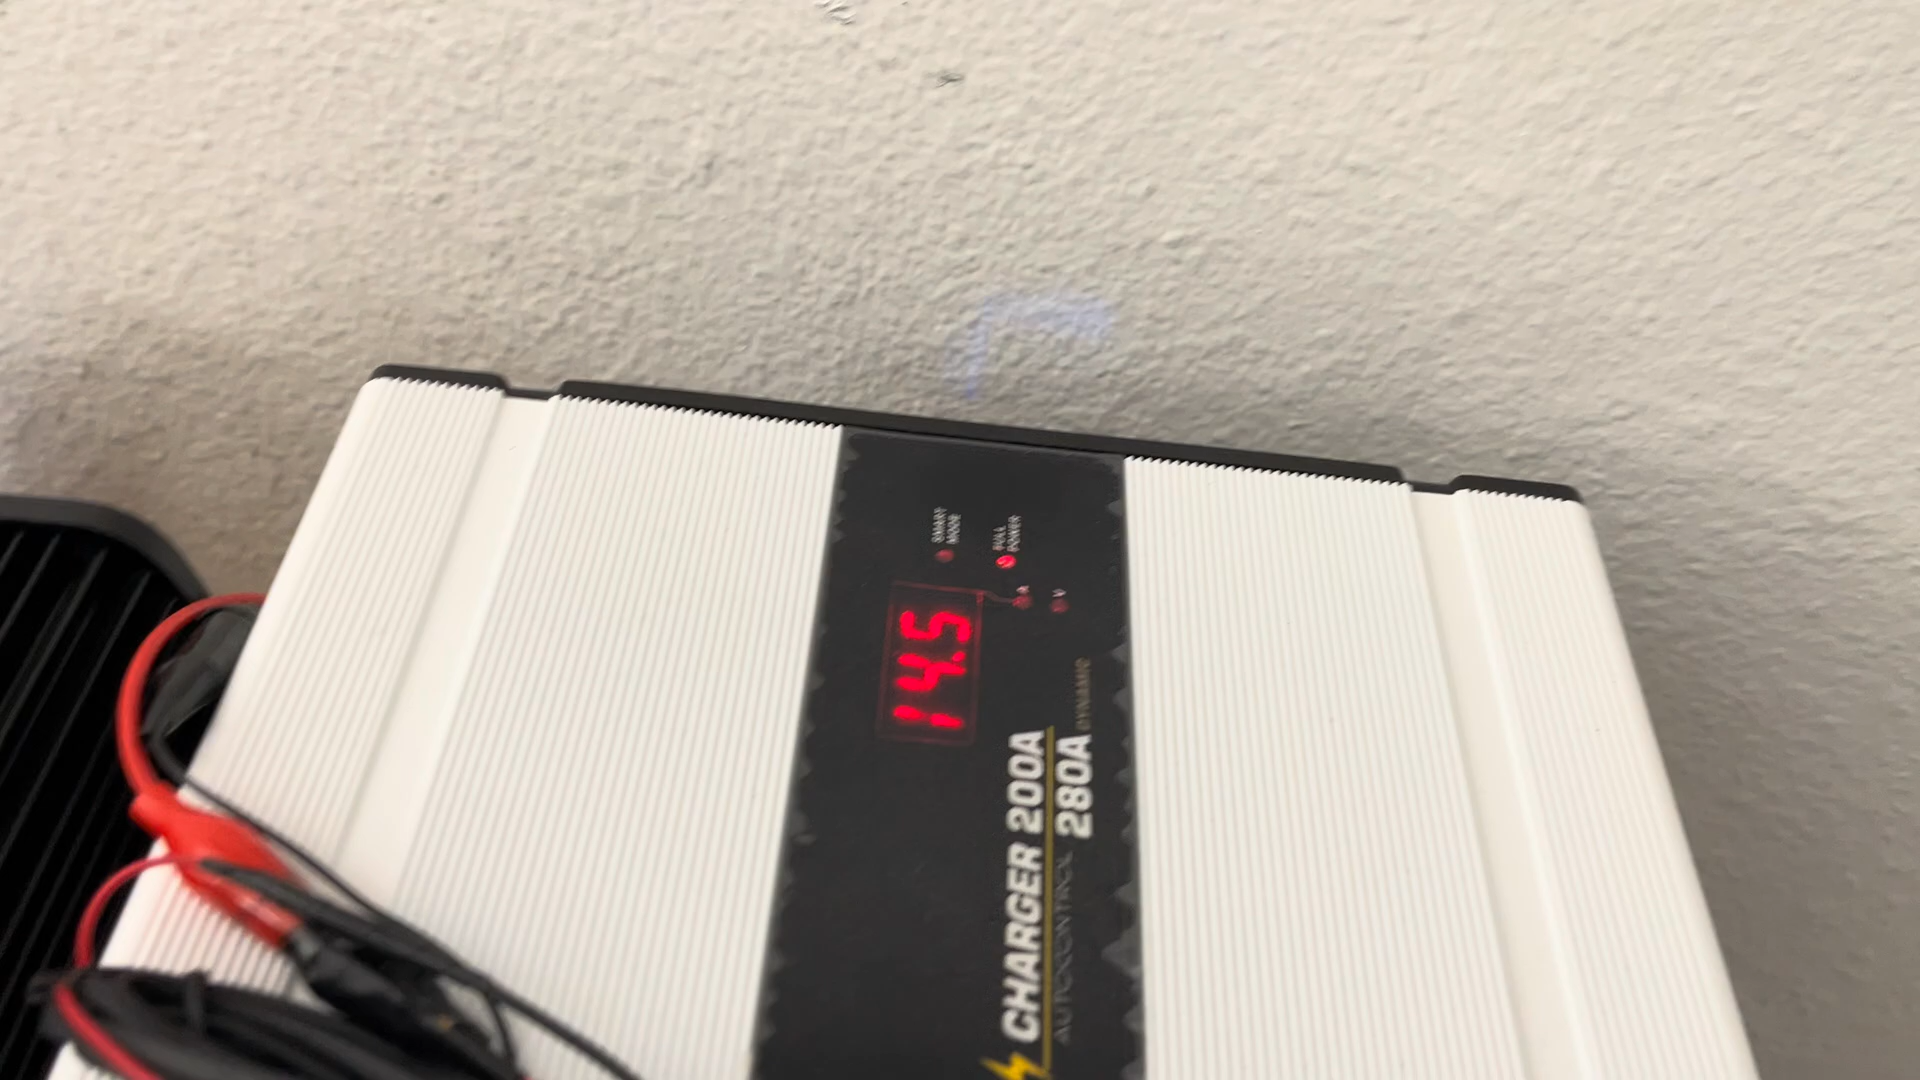 SMART
MODE
FULL
POWER
A
V
14.5
CHARGER 200A
AUTOCONTROL 280A DYNAMIC